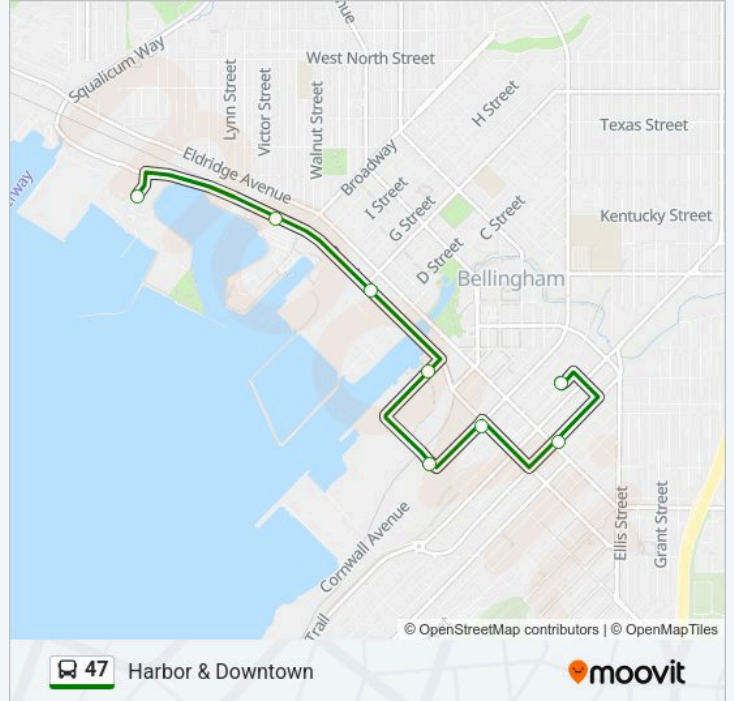 nue
Squalicum Way
West North Street
Lynn Street
Victor Street
Walnut Street
H Street
Texas Street
Eldridge Avenue
Broadway
erway
I Street
G Street
C Street
Kentucky Street
D Street
Bellingham
Ellis Street
Grant Street
Cornwall Avenue
Trail
© OpenStreetMap contributors | © OpenMapTiles
47 Harbor & Downtown
moovit